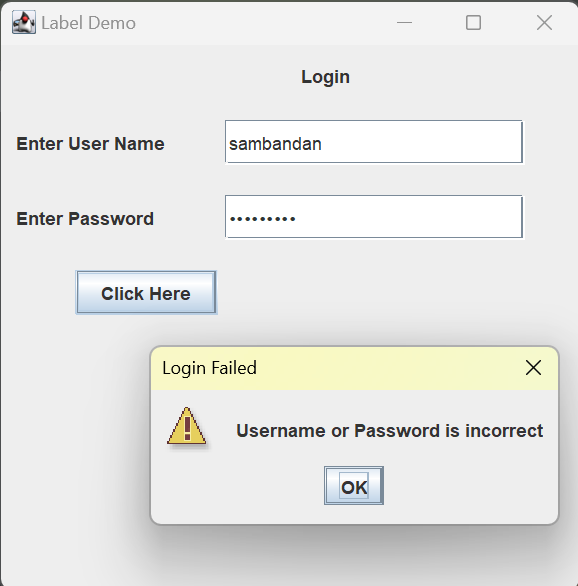 Label Demo
Login
Enter User Name
sambandan
Enter Password
•••••••••
Click Here
Login Failed
Username or Password is incorrect
OK